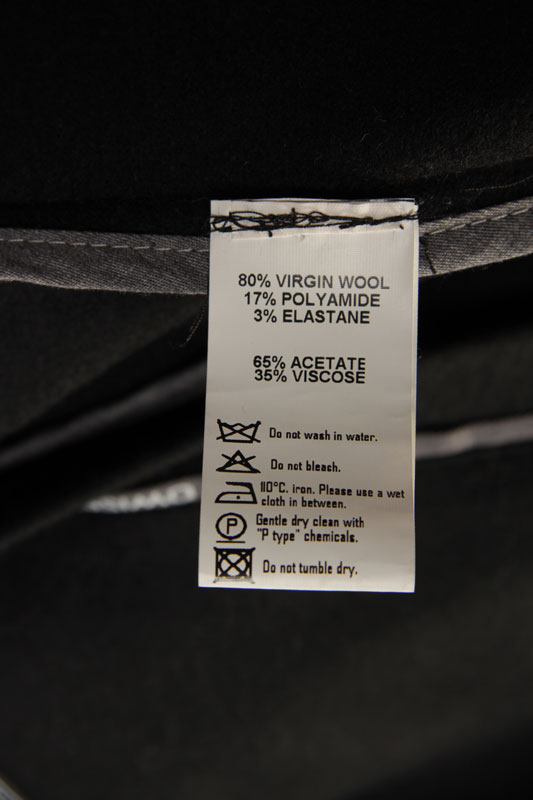 80% VIRGIN WOOL
17% POLYAMIDE
3% ELASTANE
65% ACETATE
35% VISCOSE
Do not wash in water.
Do not bleach.
110°C. iron. Please use a wet
cloth in between.
P
Gentle dry clean with
"P type" chemicals.
Do not tumble dry.